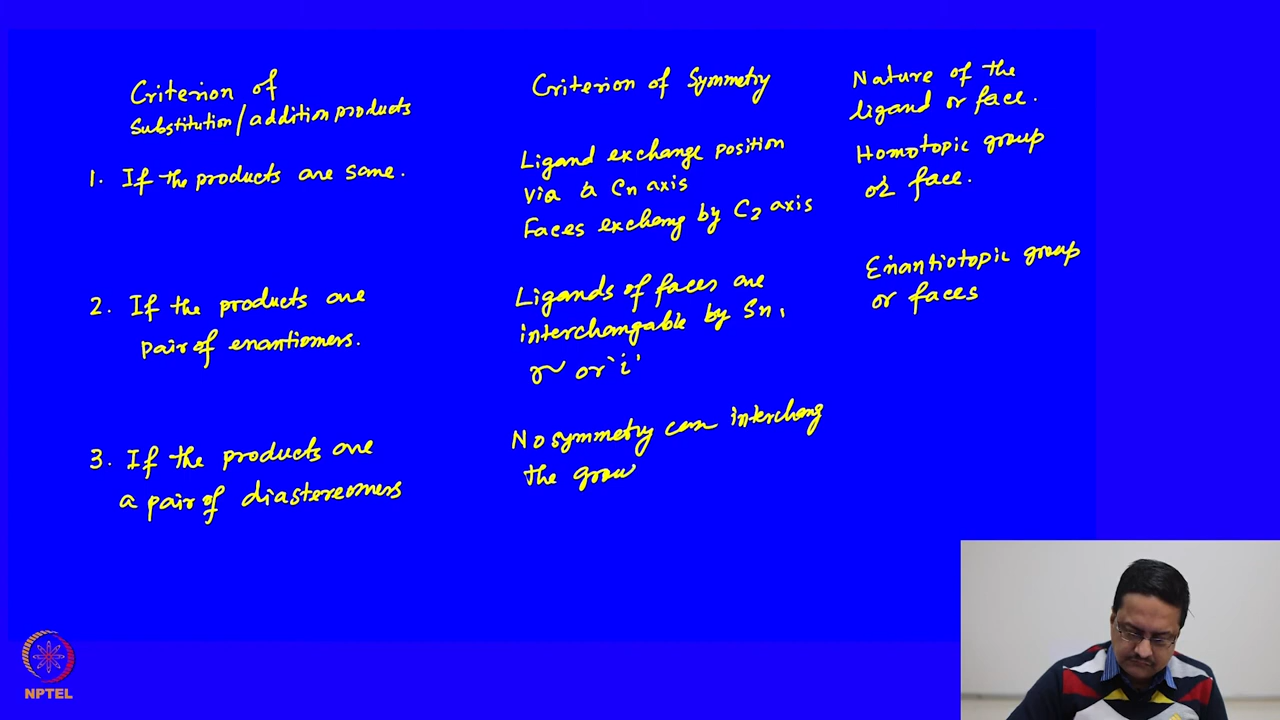 Criterion of
Substitution/addition products
Criterion of Symmetry
Nature of the
ligand or face.
1. If the products are same.
Ligand exchange position
via a Cn axis
Faces exchang by C2 axis
Homotopic group
or face.
2. If the products are
pair of enantiomers.
Ligands of faces are
interchangable by Sn,
σ or 'i'
Enantiotopic group
or faces
3. If the products are
a pair of diastereomers
No symmetry can interchang
the grou
NPTEL